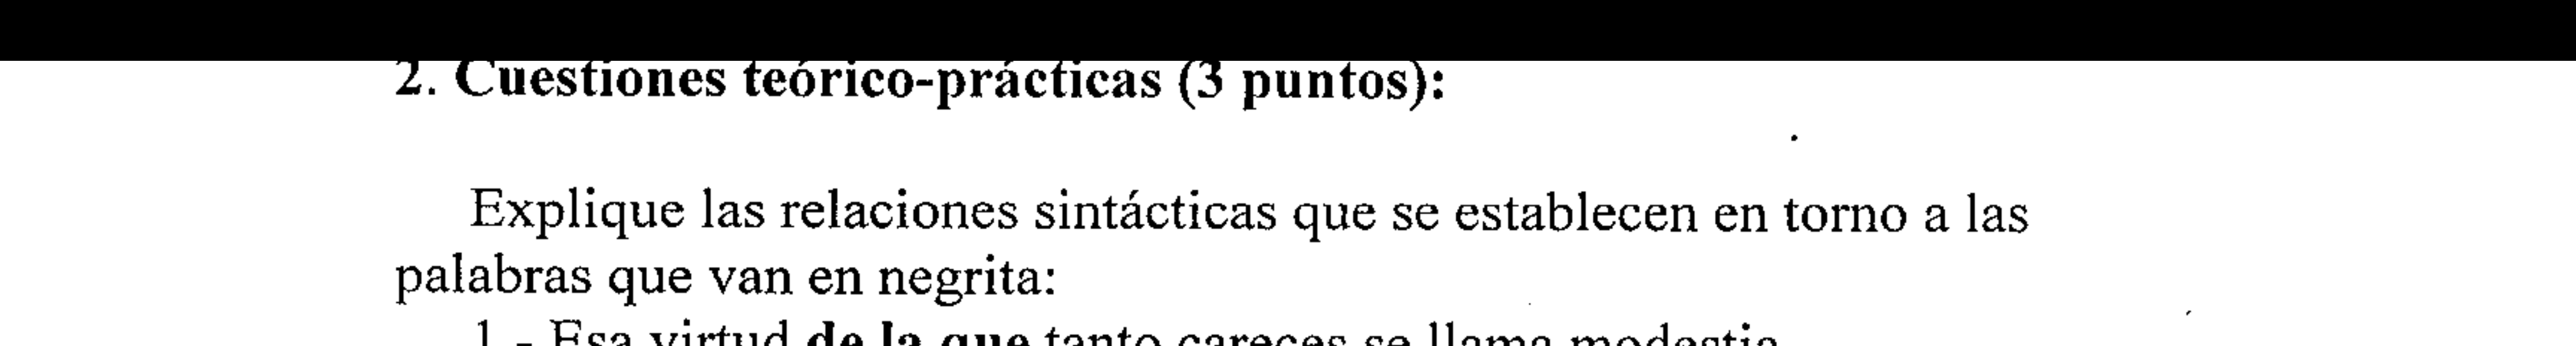 2. Cuestiones teórico-prácticas (3 puntos):
Explique las relaciones sintácticas que se establecen en torno a las
palabras que van en negrita:
1.- Esa virtud de la que tanto careces se llama modestia